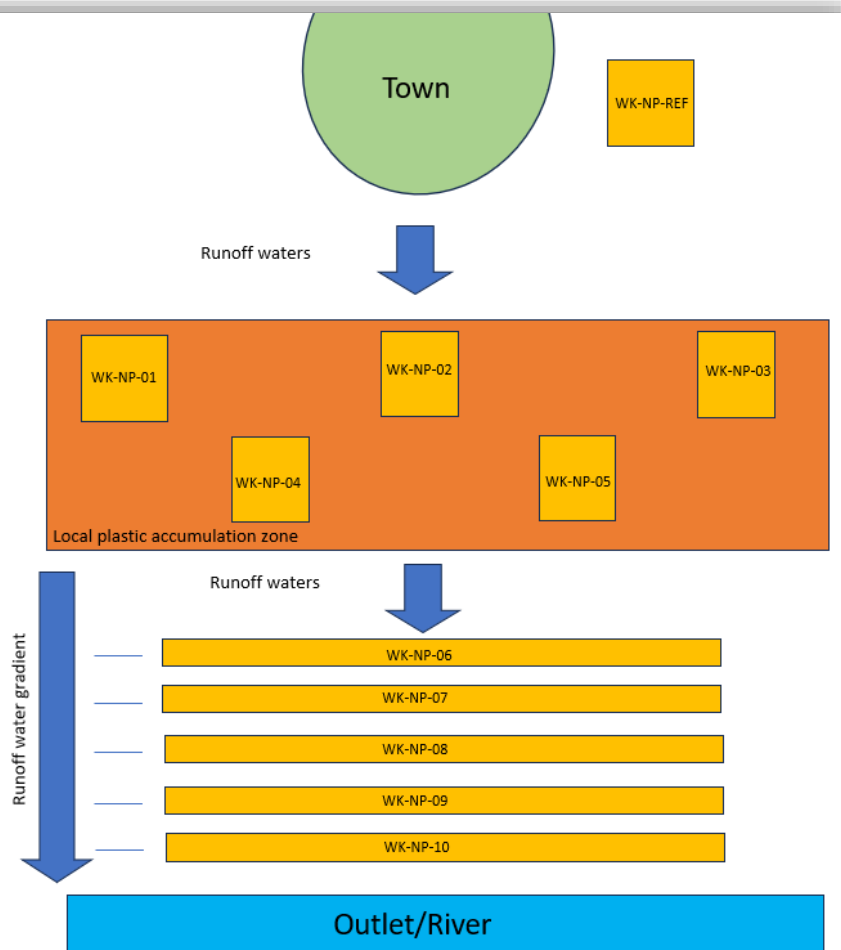 Town
WK-NP-REF
Runoff waters
WK-NP-01
WK-NP-02
WK-NP-03
WK-NP-04
WK-NP-05
Local plastic accumulation zone
Runoff waters
Runoff water gradient
WK-NP-06
WK-NP-07
WK-NP-08
WK-NP-09
WK-NP-10
Outlet/River